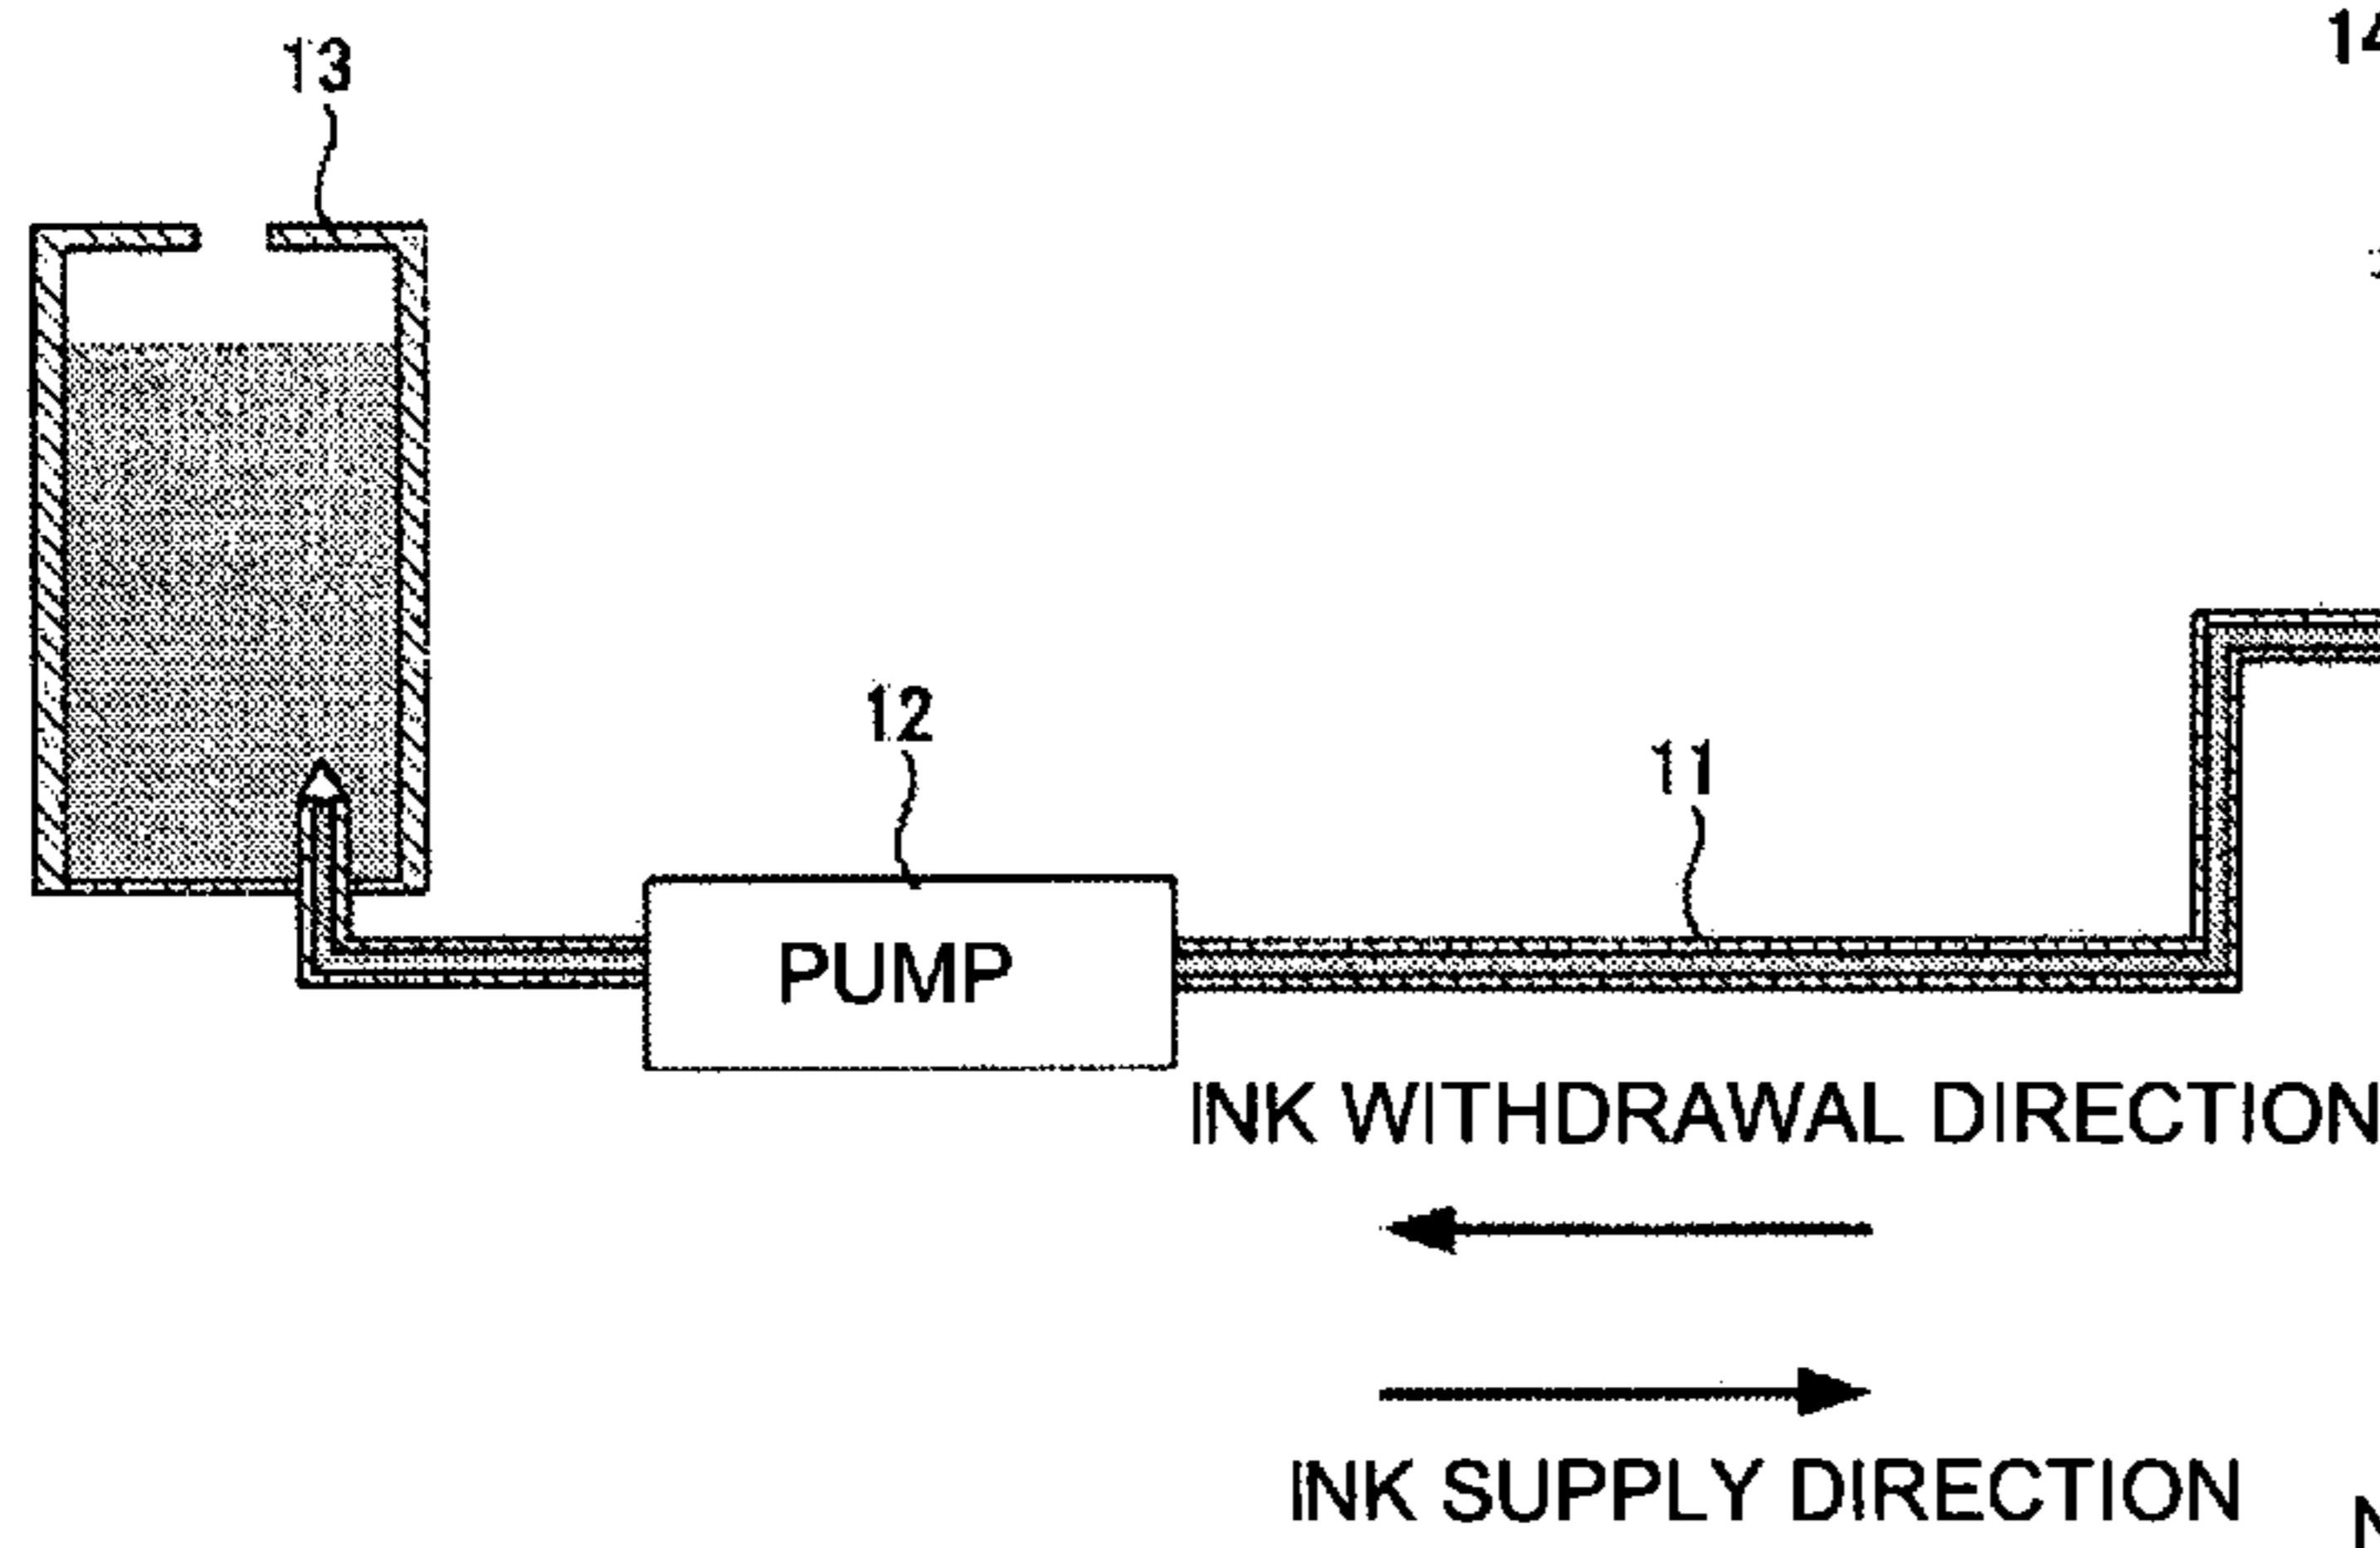 13
12
11
PUMP
INK WITHDRAWAL DIRECTION
INK SUPPLY DIRECTION